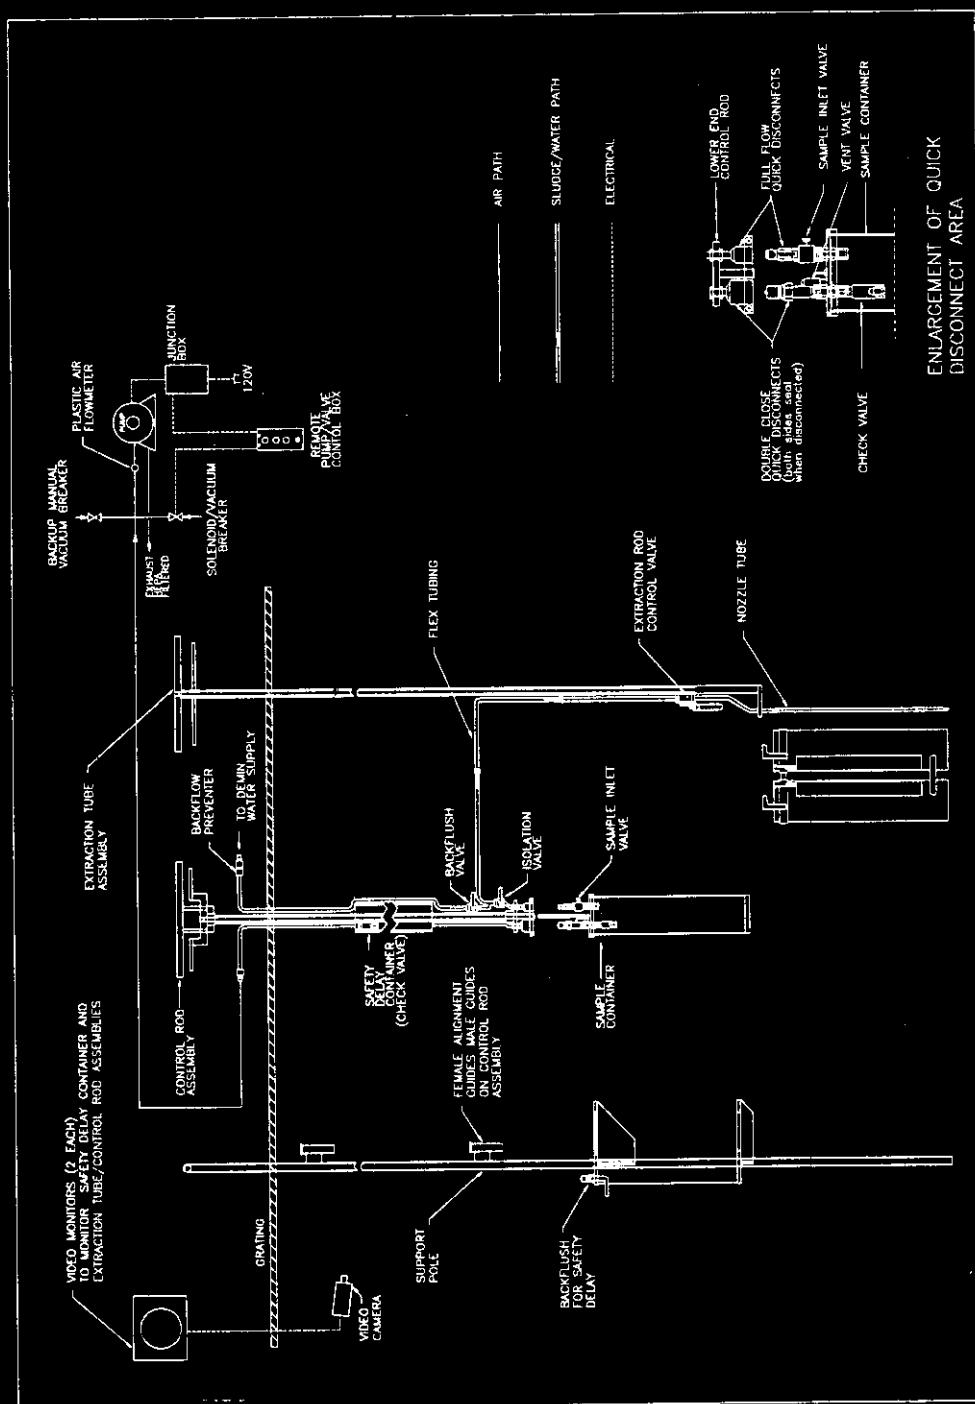 VIDEO MONITORS (2 EACH)
TO MONITOR SAFETY DELAY CONTAINER AND
EXTRACTION TUBE/CONTROL ROD ASSEMBLIES
CONTROL ROD
ASSEMBLY
EXTRACTION TUBE
ASSEMBLY
BACKFLOW
PREVENTER
TO DEMIN
WATER SUPPLY
BACKUP MANUAL
VACUUM BREAKER
PLASTIC AIR
FLOWMETER
PUMP
JUNCTION
BOX
120V
EXHAUST
HEPA
FILTERED
SOLENOID/VACUUM
BREAKER
REMOTE
PUMP/VALVE
CONTOL BOX
GRATING
VIDEO
CAMERA
SAFETY
DELAY
CONTAINER
(CHECK VALVE)
FEMALE ALIGNMENT
GUIDES MALE GUIDES
ON CONTROL ROD
ASSEMBLY
SUPPORT
POLE
BACKFLUSH
FOR SAFETY
DELAY
BACKFLUSH
VALVE
ISOLATION
VALVE
SAMPLE INLET
VALVE
SAMPLE
CONTAINER
FLEX TUBING
EXTRACTION ROD
CONTROL VALVE
NOZZLE TUBE
AIR PATH
SLUDGE/WATER PATH
ELECTRICAL
LOWER END
CONTROL ROD
FULL FLOW
QUICK DISCONNECTS
SAMPLE INLET VALVE
VENT VALVE
SAMPLE CONTAINER
DOUBLE CLOSE
QUICK DISCONNECTS
(both sides seal
when disconnected)
CHECK VALVE
ENLARGEMENT OF QUICK
DISCONNECT AREA